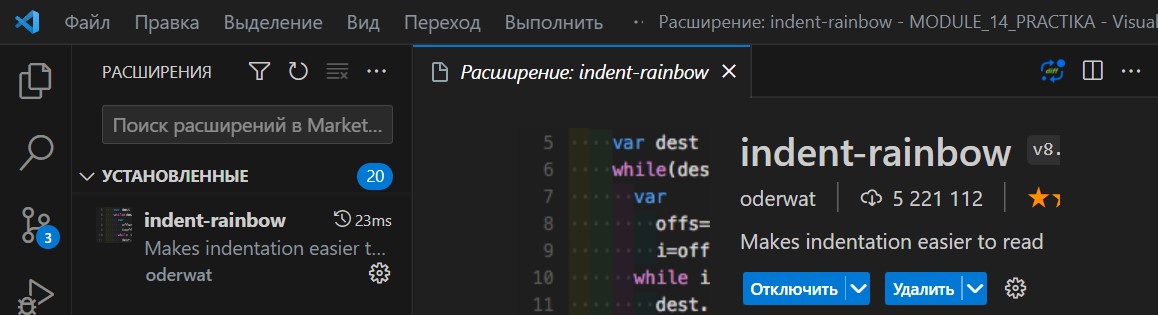 Файл Правка Выделение Вид Переход Выполнить ··· Расширение: indent-rainbow - MODULE_14_PRACTIKA - Visual
РАСШИРЕНИЯ
Поиск расширений в Market...
УСТАНОВЛЕННЫЕ 20
indent-rainbow 23ms
Makes indentation easier t...
oderwat
3
Расширение: indent-rainbow
diff
5 var dest
6 while(des
7 var
8 offs=
9 i=off
10 while i
11 dest.
indent-rainbow v8.
oderwat 5 221 112
Makes indentation easier to read
Отключить Удалить